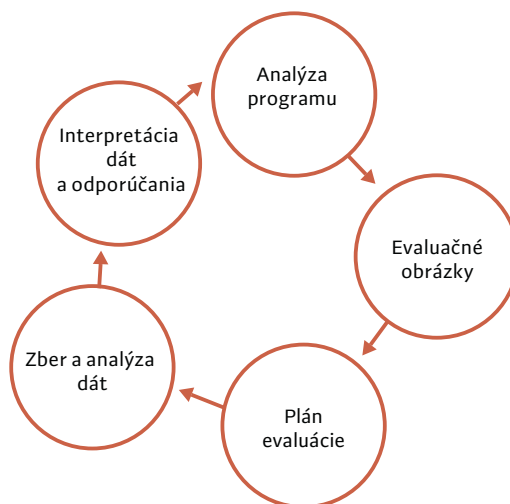 Analýza
programu
Evaluačné
obrázky
Plán
evaluácie
Zber a analýza
dát
Interpretácia
dát
a odporúčania